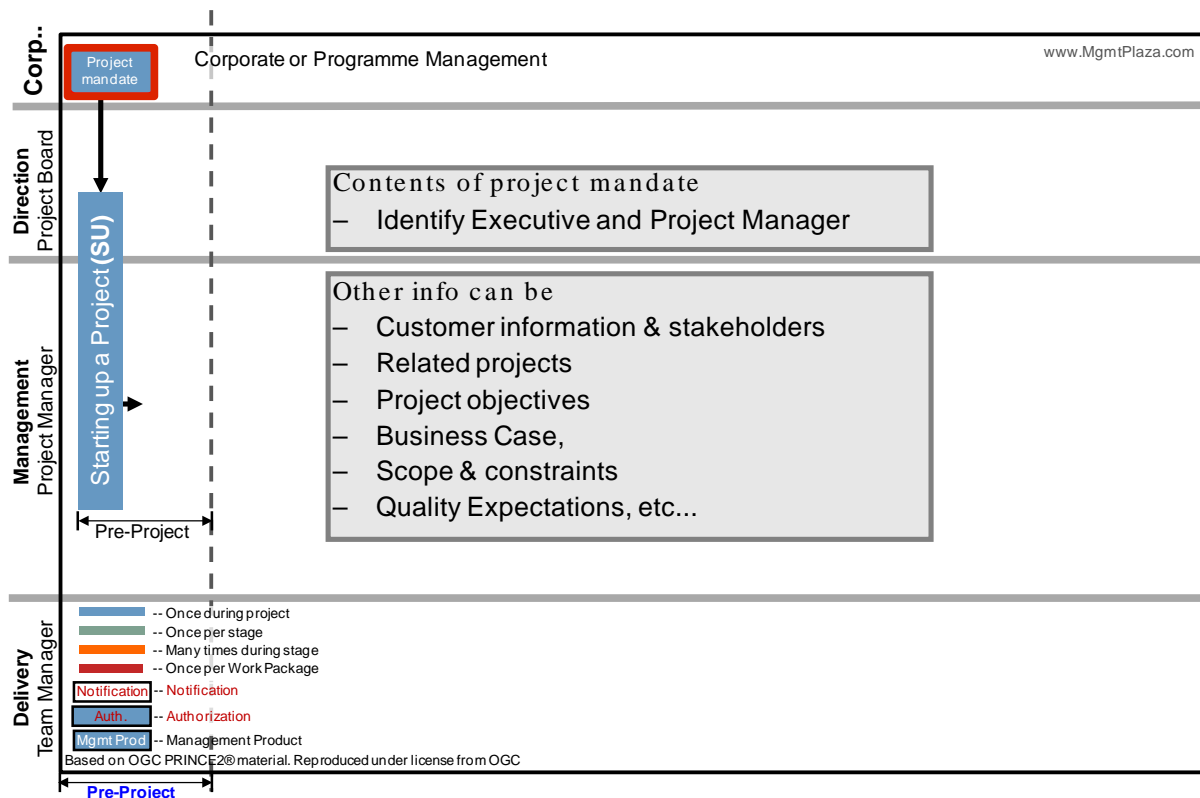 Corp..
Project
mandate
Corporate or Programme Management
www.MgmtPlaza.com
Direction
Project Board
Starting up a Project (SU)
Contents of project mandate
– Identify Executive and Project Manager
Management
Project Manager
Other info can be
– Customer information & stakeholders
– Related projects
– Project objectives
– Business Case,
– Scope & constraints
– Quality Expectations, etc...
Pre-Project
Delivery
Team Manager
-- Once during project
-- Once per stage
-- Many times during stage
-- Once per Work Package
Notification -- Notification
Auth. -- Authorization
Mgmt Prod -- Management Product
Based on OGC PRINCE2® material. Reproduced under license from OGC
Pre-Project